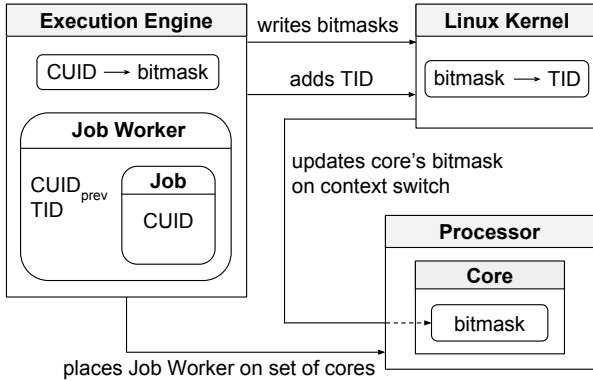 Execution Engine
CUID → bitmask
Job Worker
CUIDprev
TID
Job
CUID
writes bitmasks
adds TID
Linux Kernel
bitmask → TID
updates core's bitmask
on context switch
Processor
Core
bitmask
places Job Worker on set of cores